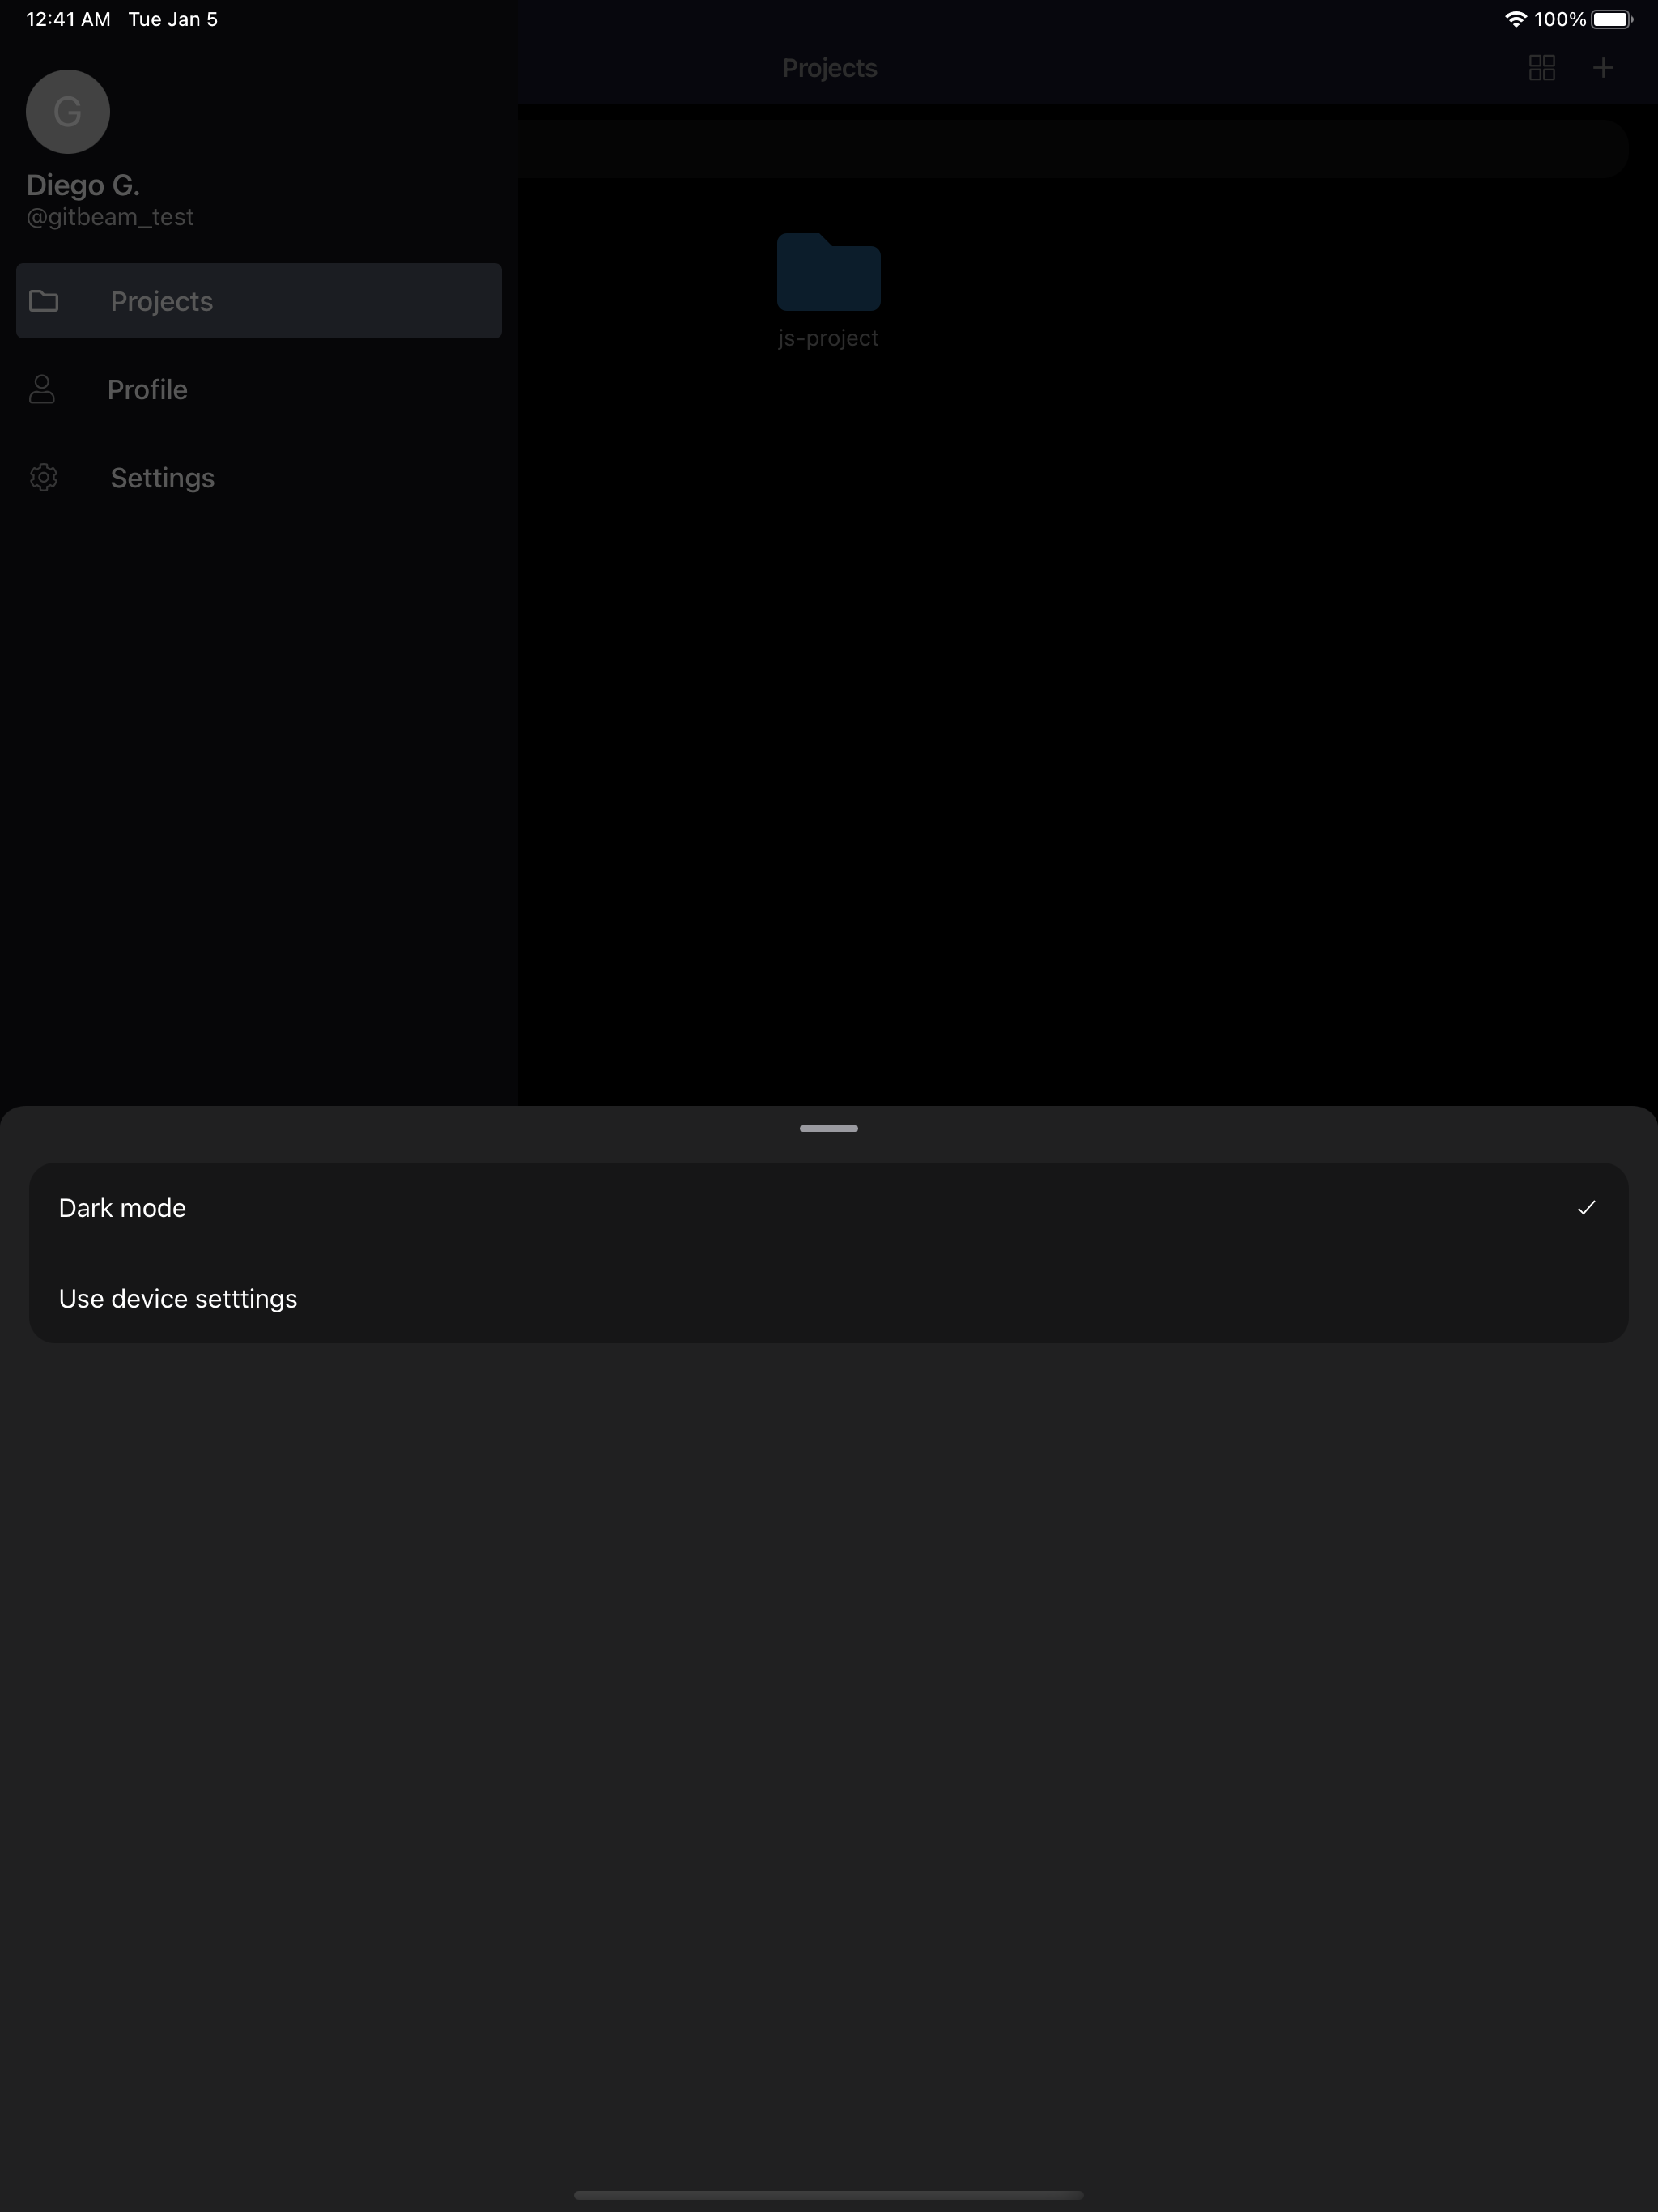 12:41 AM Tue Jan 5
100%
G
Diego G.
@gitbeam_test
Projects
Profile
Settings
Projects
js-project
Dark mode
Use device setttings